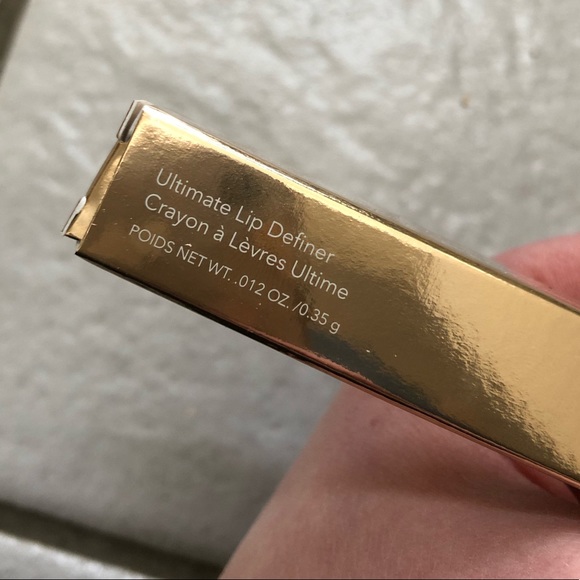 Ultimate Lip Definer
Crayon à Lèvres Ultime
POIDS NET WT. .012 OZ. /0.35 g